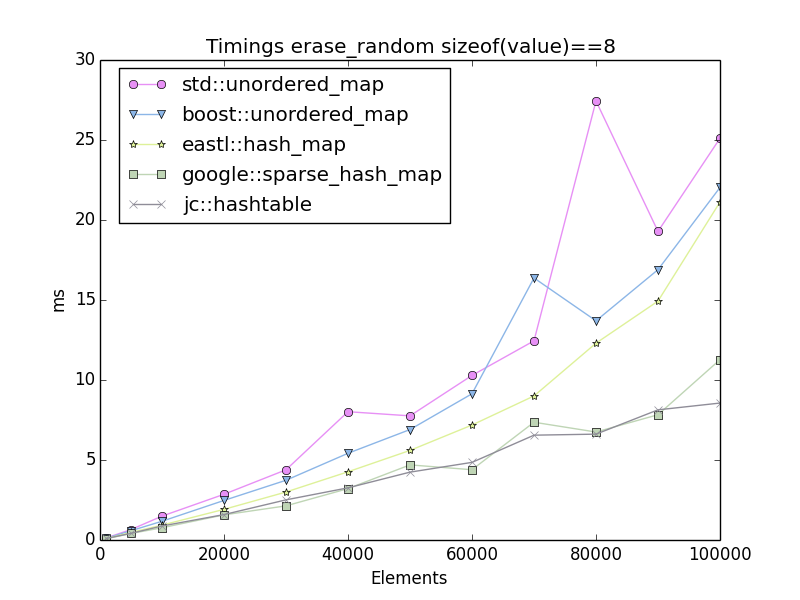 Timings erase_random sizeof(value)==8
std::unordered_map
boost::unordered_map
eastl::hash_map
google::sparse_hash_map
jc::hashtable
30
25
20
15
10
5
0
ms
0 20000 40000 60000 80000 100000
Elements